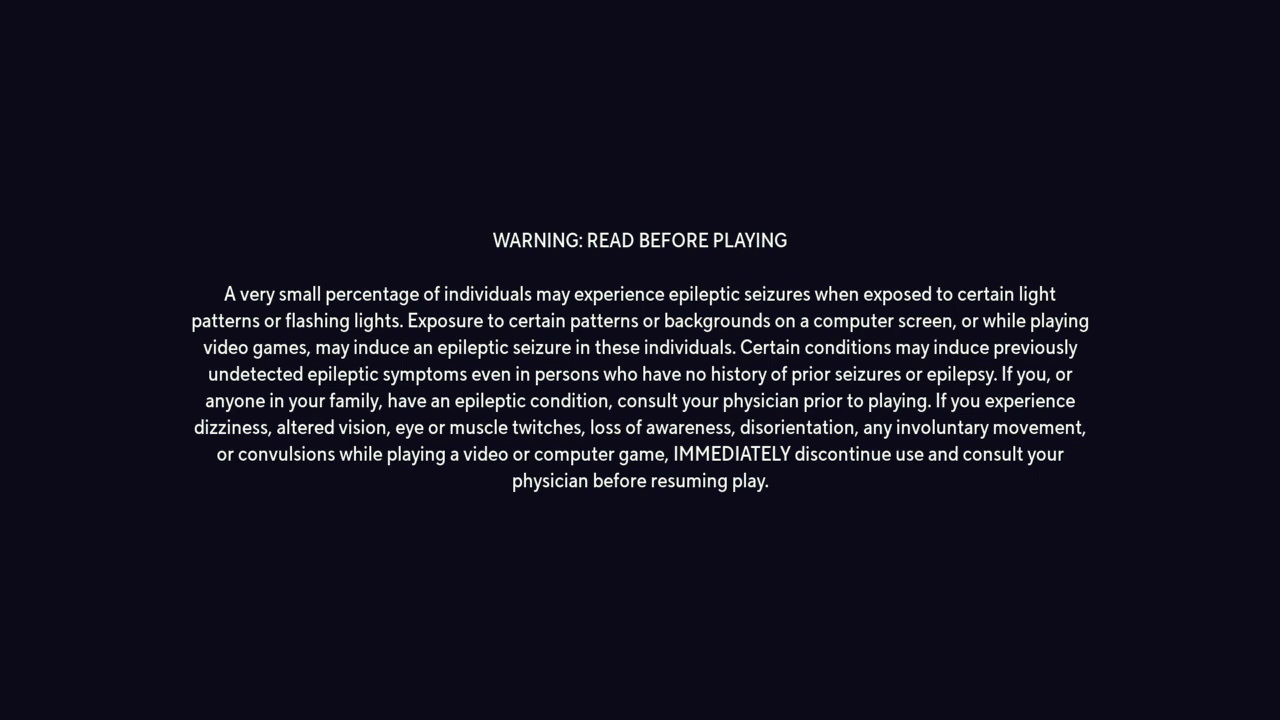 WARNING: READ BEFORE PLAYING
A very small percentage of individuals may experience epileptic seizures when exposed to certain light
patterns or flashing lights. Exposure to certain patterns or backgrounds on a computer screen, or while playing
video games, may induce an epileptic seizure in these individuals. Certain conditions may induce previously
undetected epileptic symptoms even in persons who have no history of prior seizures or epilepsy. If you, or
anyone in your family, have an epileptic condition, consult your physician prior to playing. If you experience
dizziness, altered vision, eye or muscle twitches, loss of awareness, disorientation, any involuntary movement,
or convulsions while playing a video or computer game, IMMEDIATELY discontinue use and consult your
physician before resuming play.